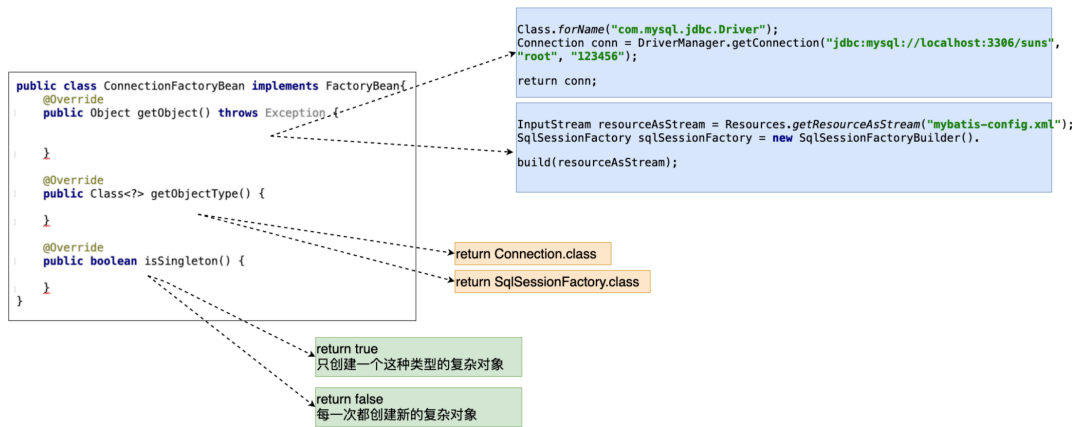 public class ConnectionFactoryBean implements FactoryBean{
@Override
public Object getObject() throws Exception {
}
@Override
public Class<?> getObjectType() {
}
@Override
public boolean isSingleton() {
}
}
Class.forName("com.mysql.jdbc.Driver");
Connection conn = DriverManager.getConnection("jdbc:mysql://localhost:3306/suns",
"root", "123456");
return conn;
InputStream resourceAsStream = Resources.getResourceAsStream("mybatis-config.xml");
SqlSessionFactory sqlSessionFactory = new SqlSessionFactoryBuilder().
build(resourceAsStream);
return Connection.class
return SqlSessionFactory.class
return true
只创建一个这种类型的复杂对象
return false
每一次都创建新的复杂对象